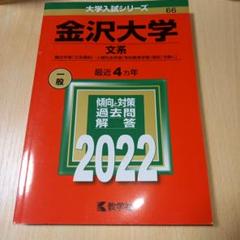 大学入試シリーズ
66
金沢大学
文系
一般
最近4カ年
傾向と対策
過去問
解答
2022
教学社